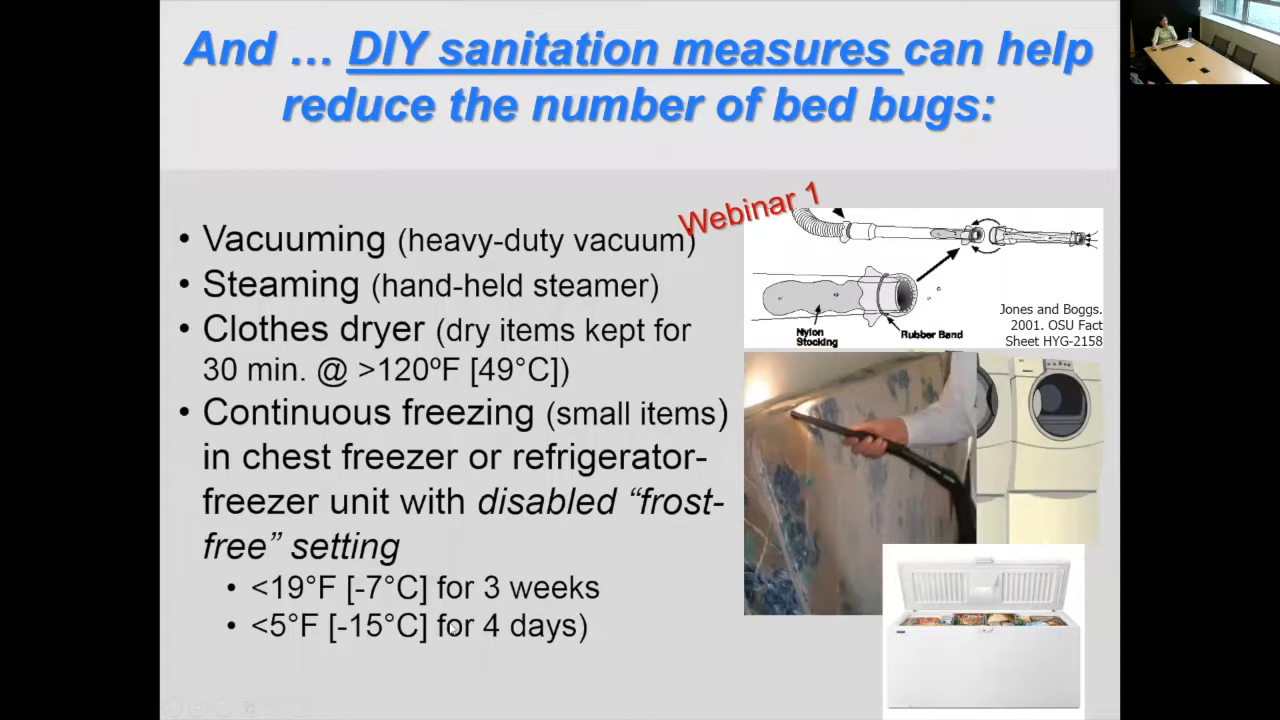 And … DIY sanitation measures can help
reduce the number of bed bugs:
Webinar 1
• Vacuuming (heavy-duty vacuum)
• Steaming (hand-held steamer)
• Clothes dryer (dry items kept for
30 min. @ >120ºF [49°C])
• Continuous freezing (small items)
in chest freezer or refrigerator-
freezer unit with disabled “frost-
free” setting
• <19°F [-7°C] for 3 weeks
• <5°F [-15°C] for 4 days)
Nylon
Stocking
Rubber Band
Jones and Boggs.
2001. OSU Fact
Sheet HYG-2158